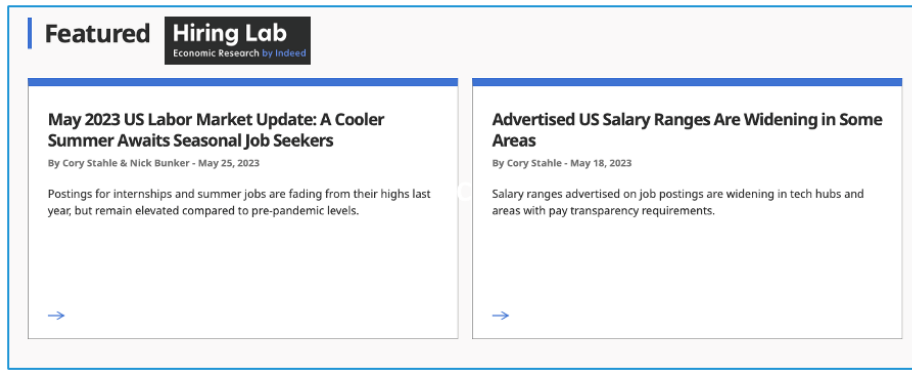 Featured
Hiring Lab
Economic Research by Indeed
May 2023 US Labor Market Update: A Cooler
Summer Awaits Seasonal Job Seekers
By Cory Stahle & Nick Bunker - May 25, 2023
Postings for internships and summer jobs are fading from their highs last
year, but remain elevated compared to pre-pandemic levels.
Advertised US Salary Ranges Are Widening in Some
Areas
By Cory Stahle - May 18, 2023
Salary ranges advertised on job postings are widening in tech hubs and
areas with pay transparency requirements.